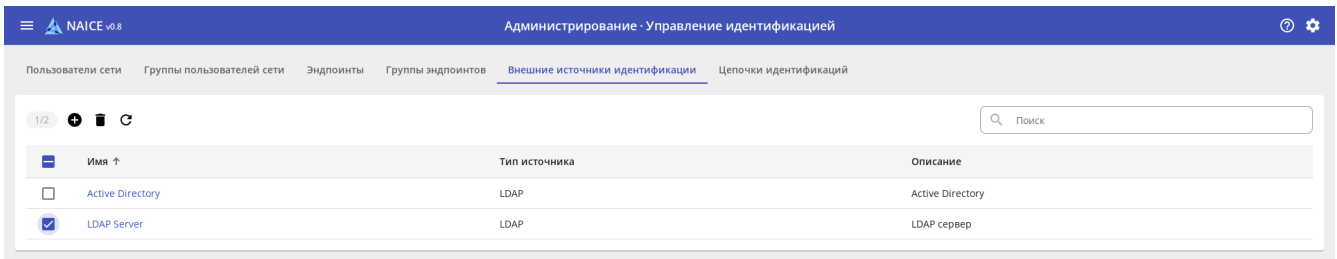 NAICE v0.8 Администрирование · Управление идентификацией
Пользователи сети Группы пользователей сети Эндпоинты Группы эндпоинтов Внешние источники идентификации Цепочки идентификаций
1/2 Поиск
Имя ↑ Тип источника Описание
Active Directory LDAP Active Directory
LDAP Server LDAP LDAP сервер